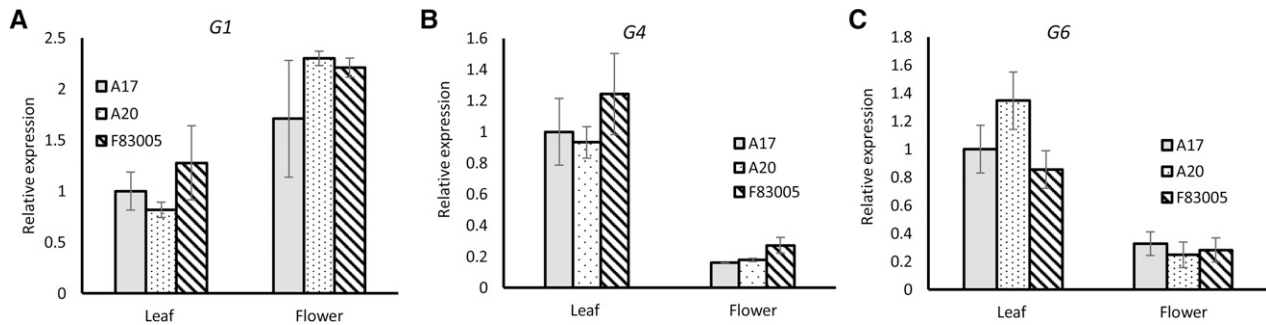 A
G1
Relative expression
2.5
2
1.5
1
0.5
0
A17
A20
F83005
Leaf
Flower
B
G4
Relative expression
1.6
1.4
1.2
1
0.8
0.6
0.4
0.2
0
A17
A20
F83005
Leaf
Flower
C
G6
Relative expression
1.8
1.6
1.4
1.2
1
0.8
0.6
0.4
0.2
0
A17
A20
F83005
Leaf
Flower